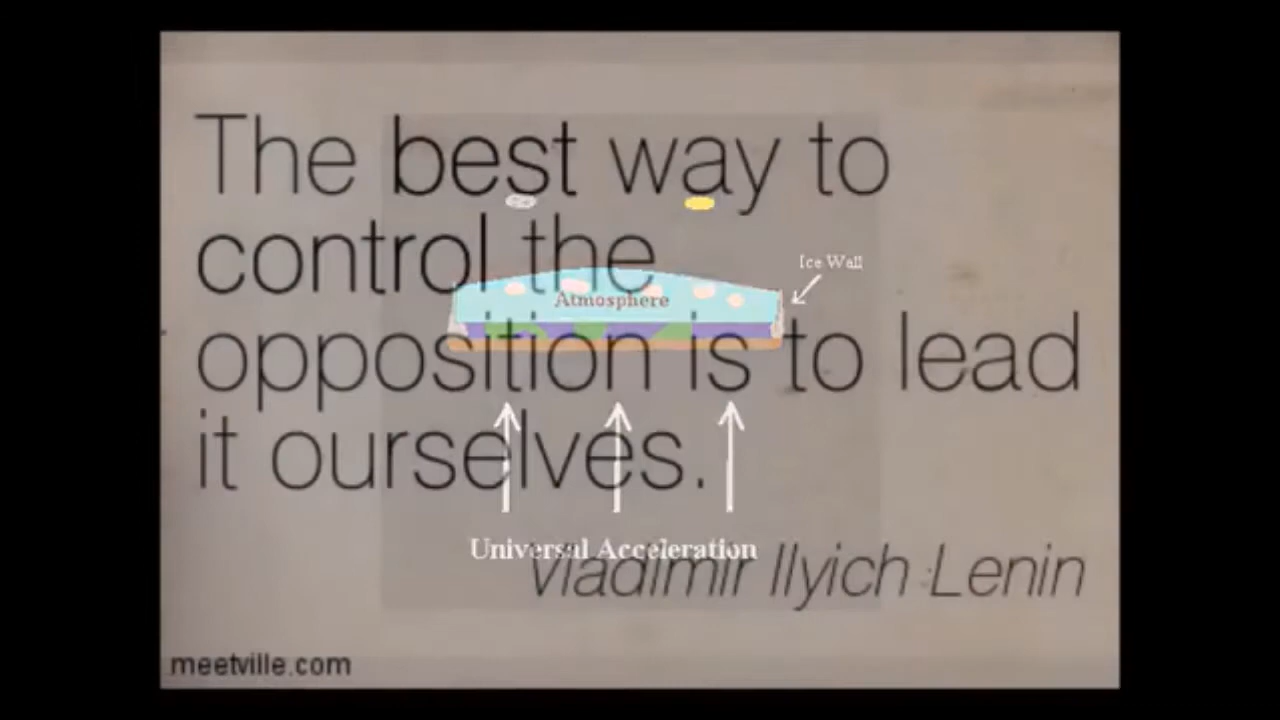 The best way to
control the
opposition is to lead
it ourselves.
Vladimir Ilyich Lenin
meetville.com
Ice Wall
Atmosphere
Universal Acceleration